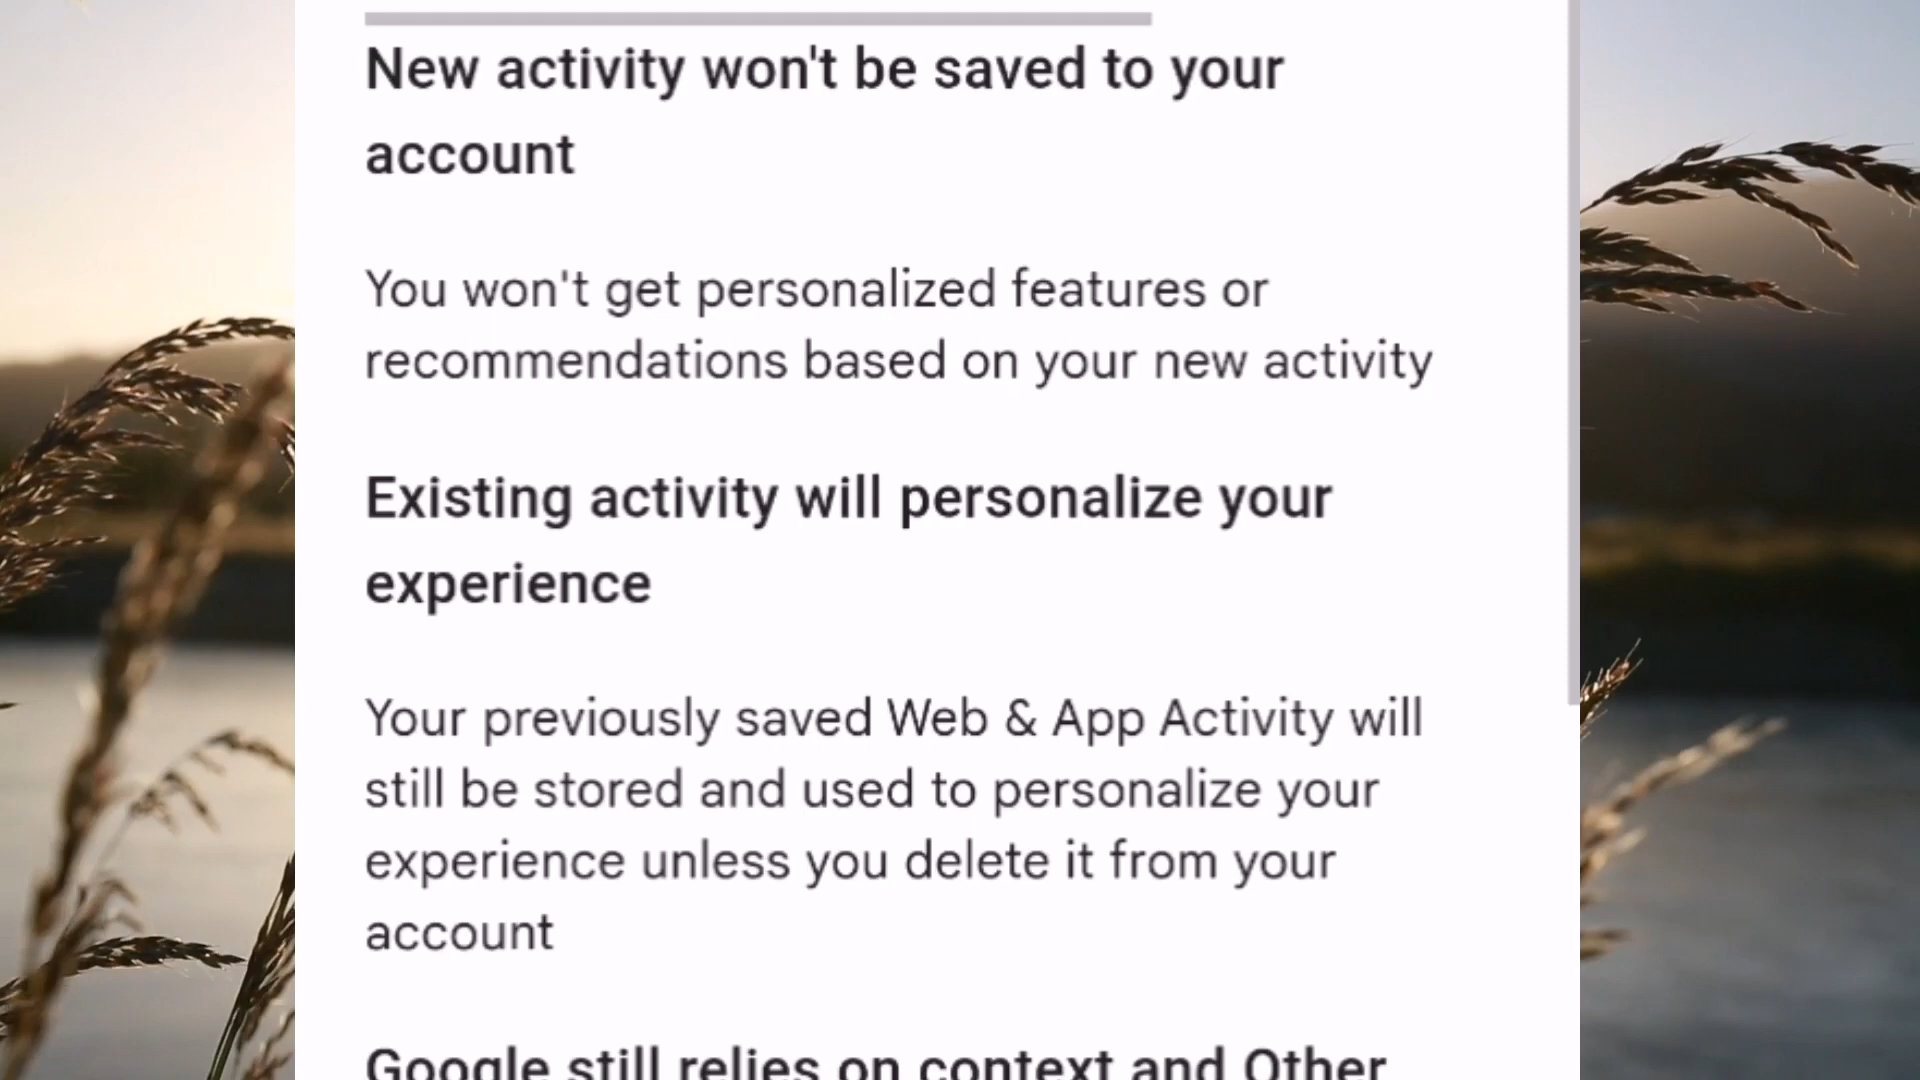 New activity won't be saved to your
account
You won't get personalized features or
recommendations based on your new activity
Existing activity will personalize your
experience
Your previously saved Web & App Activity will
still be stored and used to personalize your
experience unless you delete it from your
account
Google still relies on context and Other